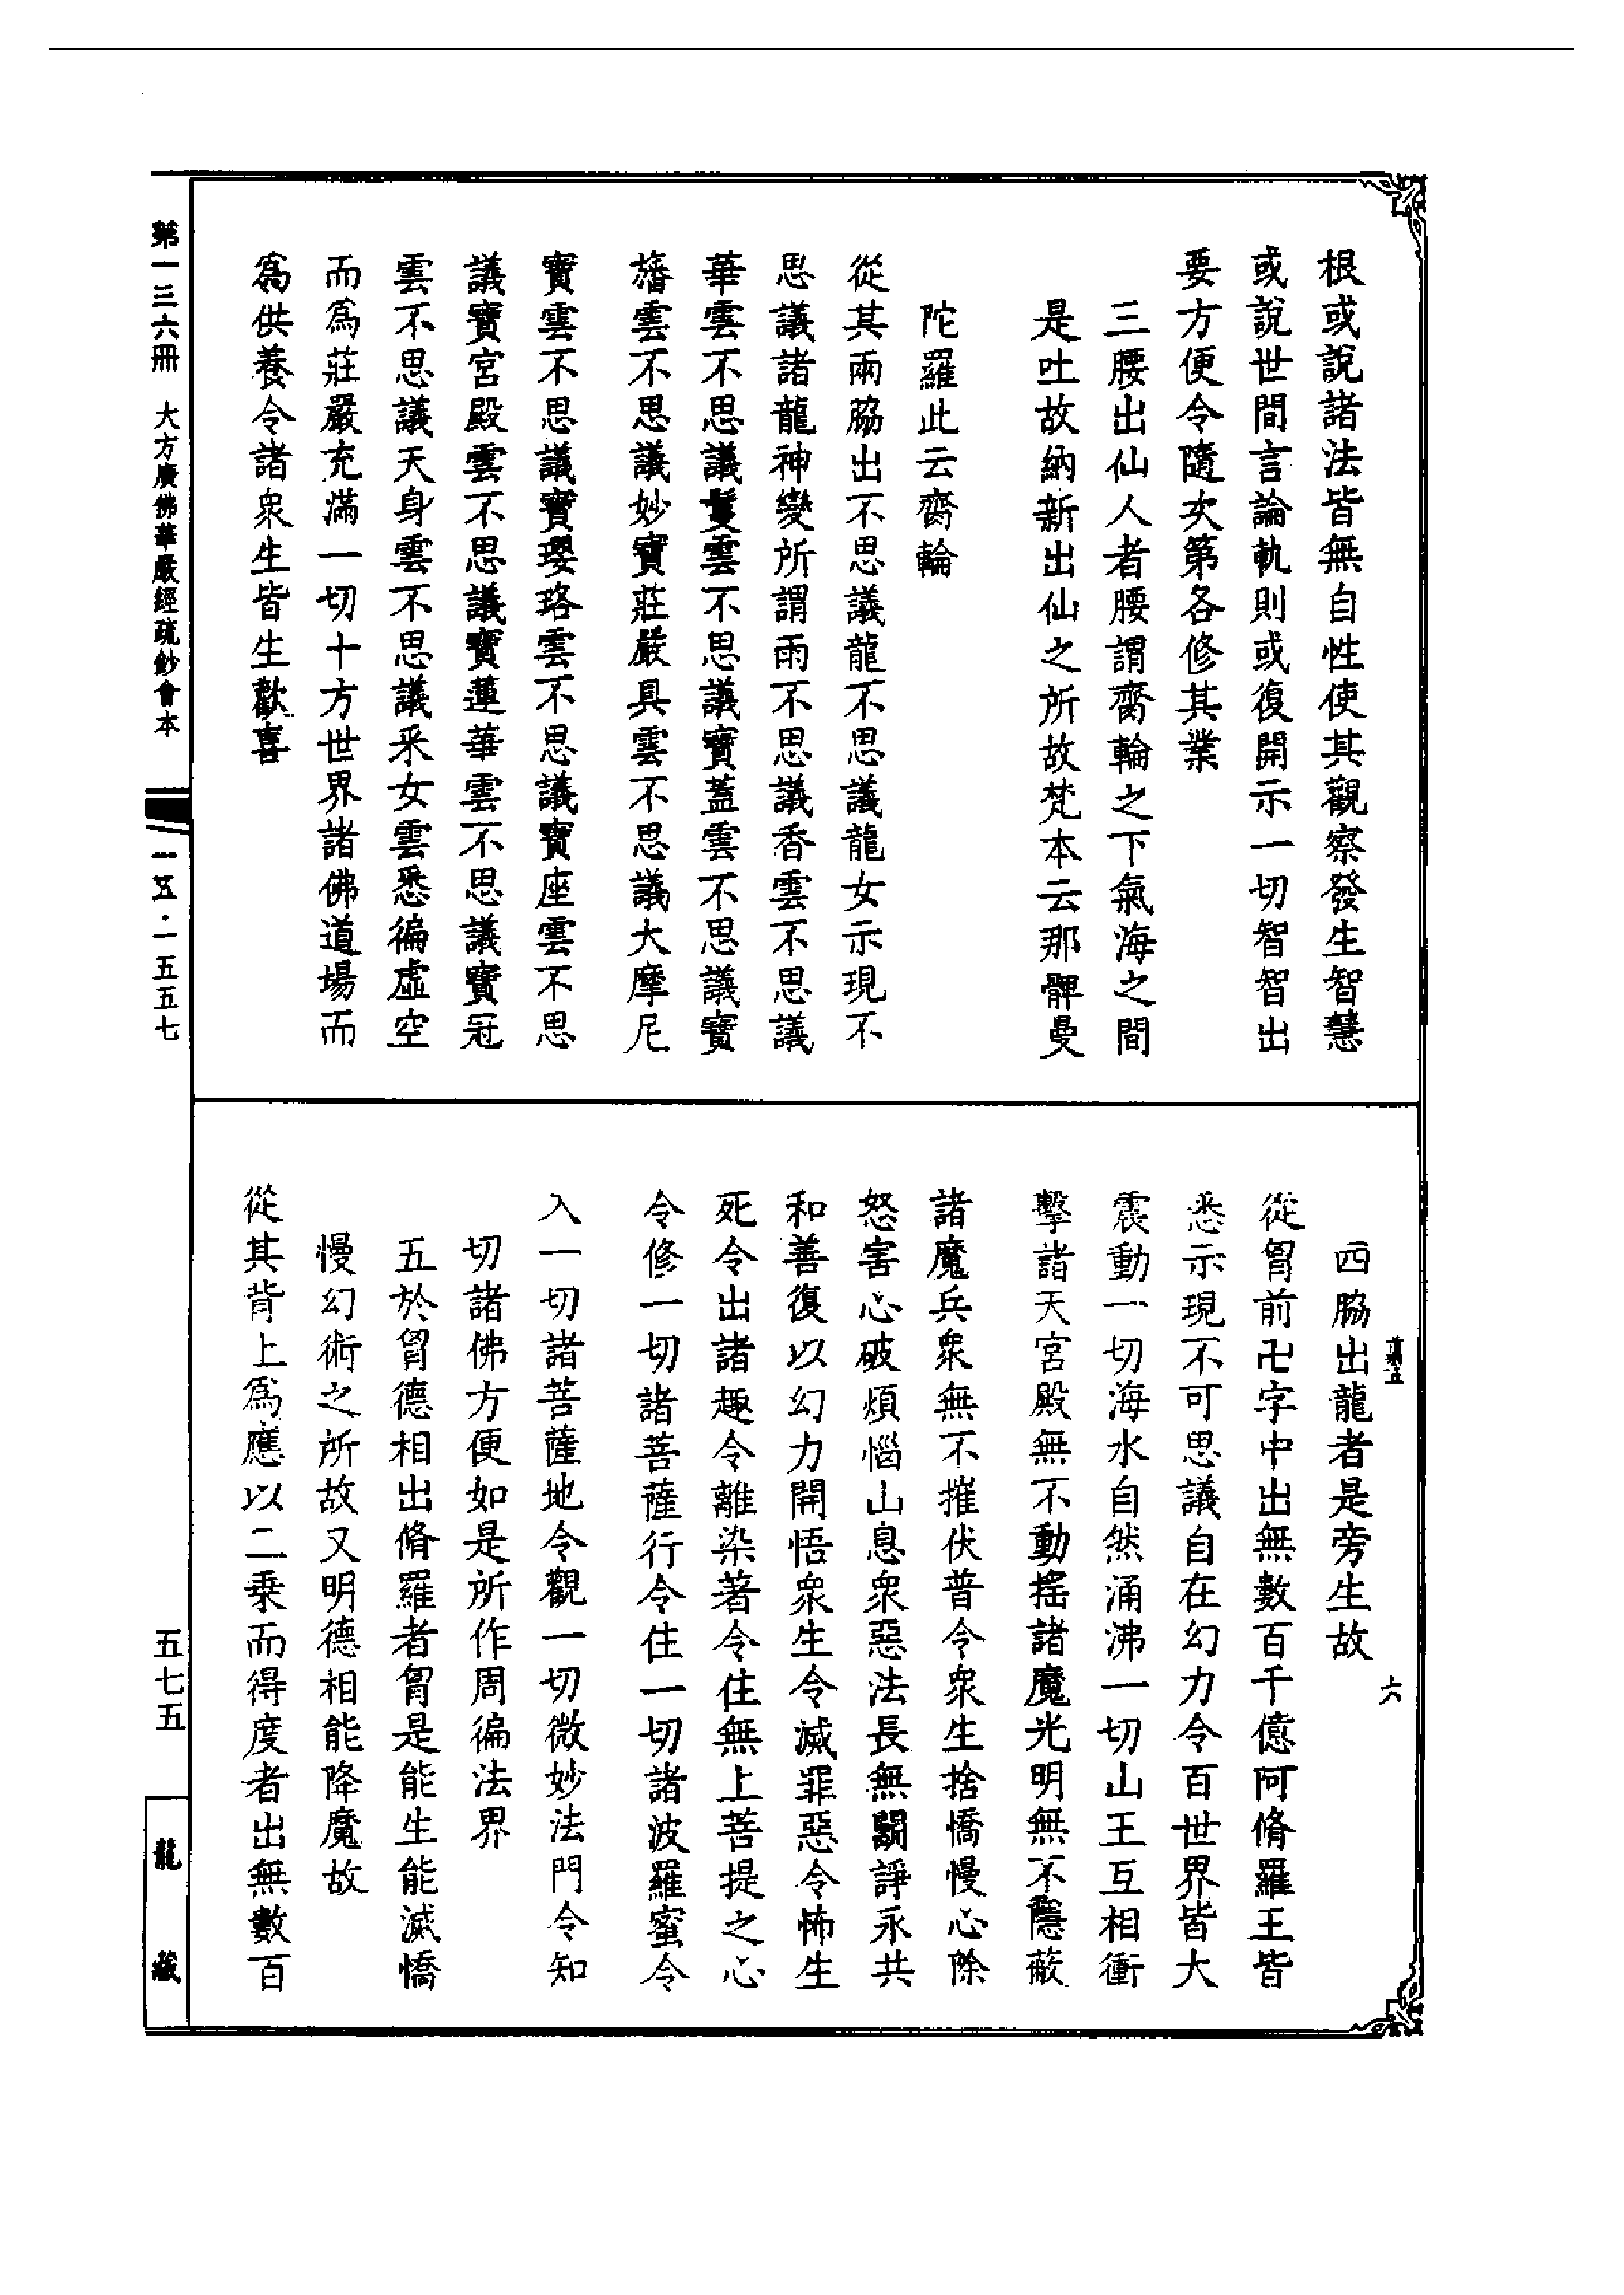 根或說諸法皆無自性使其觀察發生智慧
或說世間言論軌則或復開示一切智智出
要方便令隨次第各修其業
三腰出仙人者腰謂臍輪之下氣海之間
是吐故納新出仙之所故梵本云那髀曼
陀羅此云臍輪
從其兩脇出不思議龍不思議龍女示現不
思議諸龍神變所謂雨不思議香雲不思議
華雲不思議鬘雲不思議寶蓋雲不思議寶
旛雲不思議妙寶莊嚴具雲不思議大摩尼
寶雲不思議寶瓔珞雲不思議寶座雲不思
議寶宮殿雲不思議寶蓮華雲不思議寶冠
雲不思議天身雲不思議采女雲悉徧虛空
而爲莊嚴充滿一切十方世界諸佛道場而
爲供養令諸衆生皆生歡喜
四脇出龍者是旁生故
從胷前卍字中出無數百千億阿脩羅王皆
悉示現不可思議自在幻力令百世界皆大
震動一切海水自然涌沸一切山王互相衝
擊諸天宮殿無不動搖諸魔光明無不隱蔽
諸魔兵衆無不摧伏普令衆生捨憍慢心除
怒害心破煩惱山息衆惡法長無鬬諍永共
和善復以幻力開悟衆生令滅罪惡令怖生
死令出諸趣令離染著令住無上菩提之心
令修一切諸菩薩行令住一切諸波羅蜜令
入一切諸菩薩地令觀一切微妙法門令知
切諸佛方便如是所作周徧法界
五於胷德相出脩羅者胷是能生能滅憍
慢幻術之所故又明德相能降魔故
從其背上爲應以二乗而得度者出無數百
六
第一三六冊 大方廣佛華嚴經疏鈔會本
一五五七
五七五
龍藏